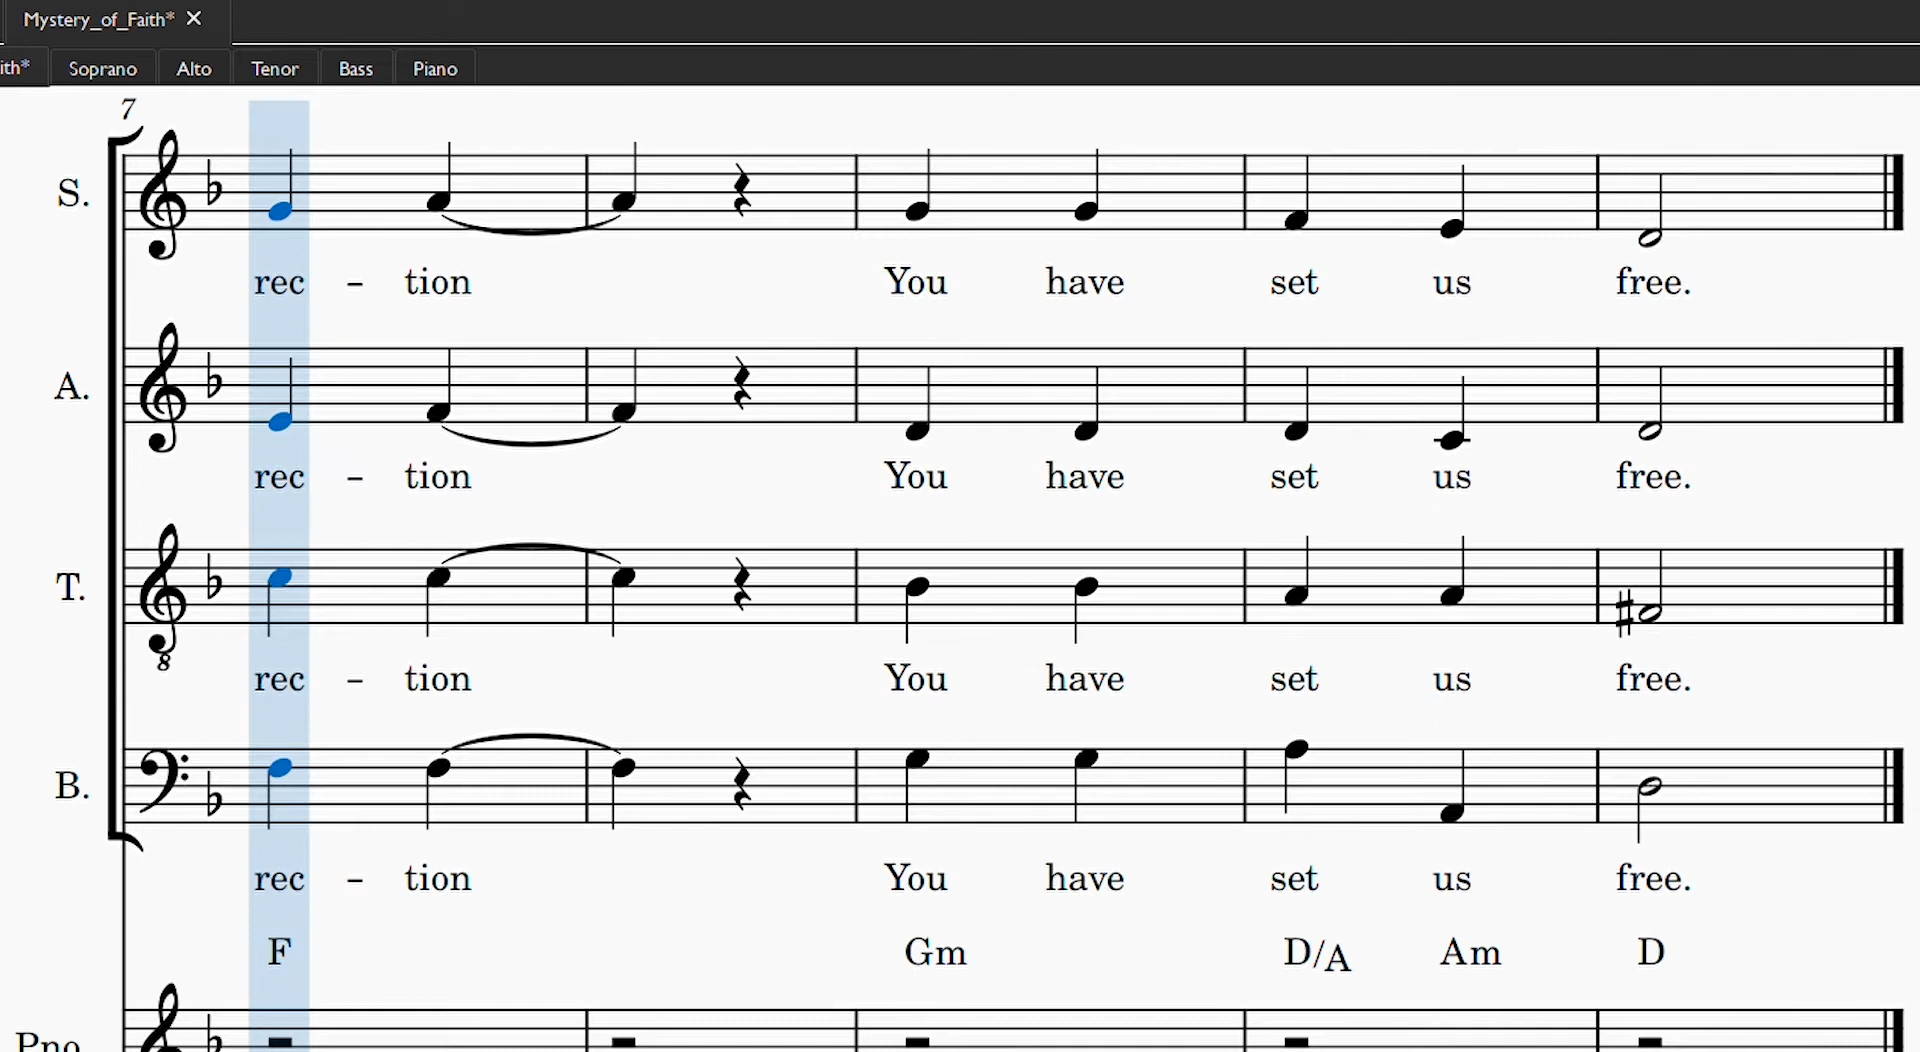 Mystery_of_Faith*
ith* Soprano Alto Tenor Bass Piano
7
S.
rec - tion You have set us free.
A.
rec - tion You have set us free.
T.
8
rec - tion You have set us free.
B.
rec - tion You have set us free.
F Gm D/A Am D
Pno.